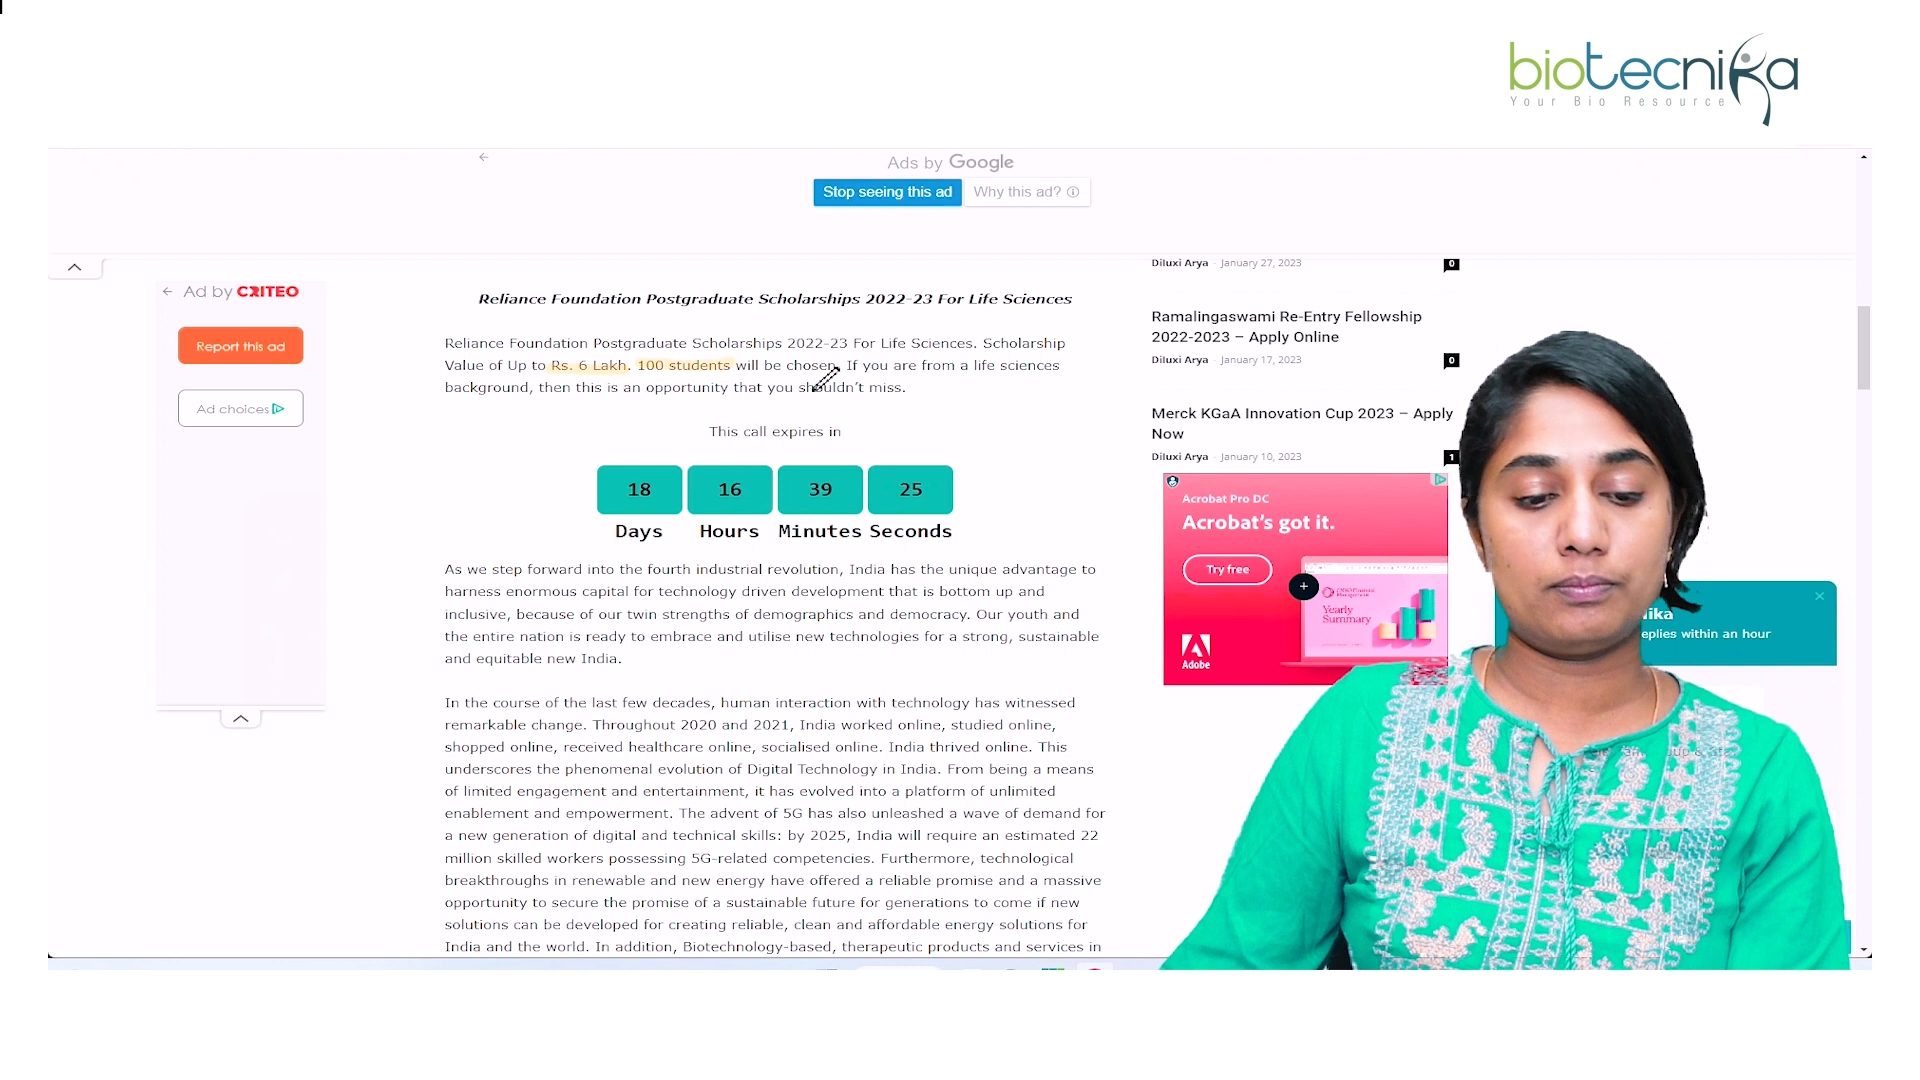 biotecnika
Your Bio Resource
Ads by Google
Stop seeing this ad
Why this ad?
Ad by CRITEO
Report this ad
Ad choices
Reliance Foundation Postgraduate Scholarships 2022-23 For Life Sciences
Reliance Foundation Postgraduate Scholarships 2022-23 For Life Sciences. Scholarship
Value of Up to Rs. 6 Lakh. 100 students will be chosen. If you are from a life sciences
background, then this is an opportunity that you shouldn't miss.
This call expires in
18 16 39 25
Days Hours Minutes Seconds
As we step forward into the fourth industrial revolution, India has the unique advantage to
harness enormous capital for technology driven development that is bottom up and
inclusive, because of our twin strengths of demographics and democracy. Our youth and
the entire nation is ready to embrace and utilise new technologies for a strong, sustainable
and equitable new India.
In the course of the last few decades, human interaction with technology has witnessed
remarkable change. Throughout 2020 and 2021, India worked online, studied online,
shopped online, received healthcare online, socialised online. India thrived online. This
underscores the phenomenal evolution of Digital Technology in India. From being a means
of limited engagement and entertainment, it has evolved into a platform of unlimited
enablement and empowerment. The advent of 5G has also unleashed a wave of demand for
a new generation of digital and technical skills: by 2025, India will require an estimated 22
million skilled workers possessing 5G-related competencies. Furthermore, technological
breakthroughs in renewable and new energy have offered a reliable promise and a massive
opportunity to secure the promise of a sustainable future for generations to come if new
solutions can be developed for creating reliable, clean and affordable energy solutions for
India and the world. In addition, Biotechnology-based, therapeutic products and services in
Diluxi Arya - January 27, 2023 0
Ramalingaswami Re-Entry Fellowship
2022-2023 – Apply Online
Diluxi Arya - January 17, 2023 0
Merck KGaA Innovation Cup 2023 – Apply
Now
Diluxi Arya - January 10, 2023 1
Acrobat Pro DC
Acrobat's got it.
Try free
Yearly
Summary
Adobe
ika
eplies within an hour